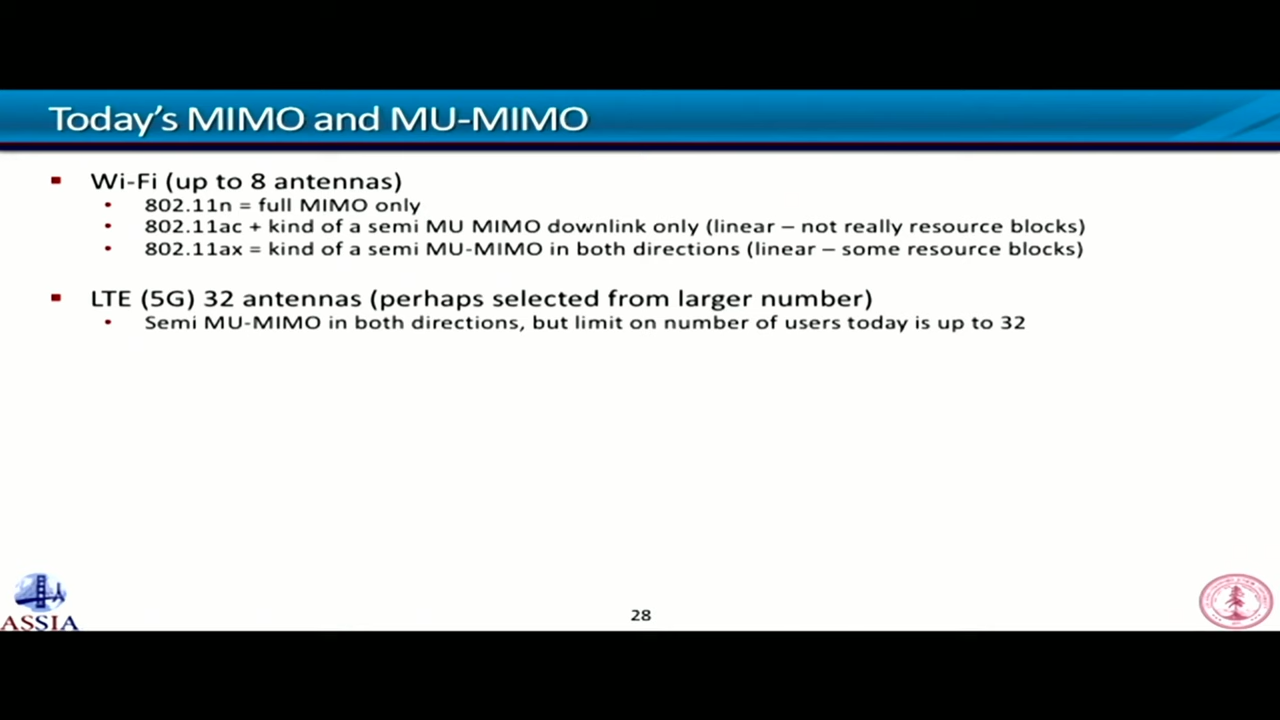 Today's MIMO and MU-MIMO
Wi-Fi (up to 8 antennas)
802.11n = full MIMO only
802.11ac + kind of a semi MU MIMO downlink only (linear – not really resource blocks)
802.11ax = kind of a semi MU-MIMO in both directions (linear – some resource blocks)
LTE (5G) 32 antennas (perhaps selected from larger number)
Semi MU-MIMO in both directions, but limit on number of users today is up to 32
ASSIA
28